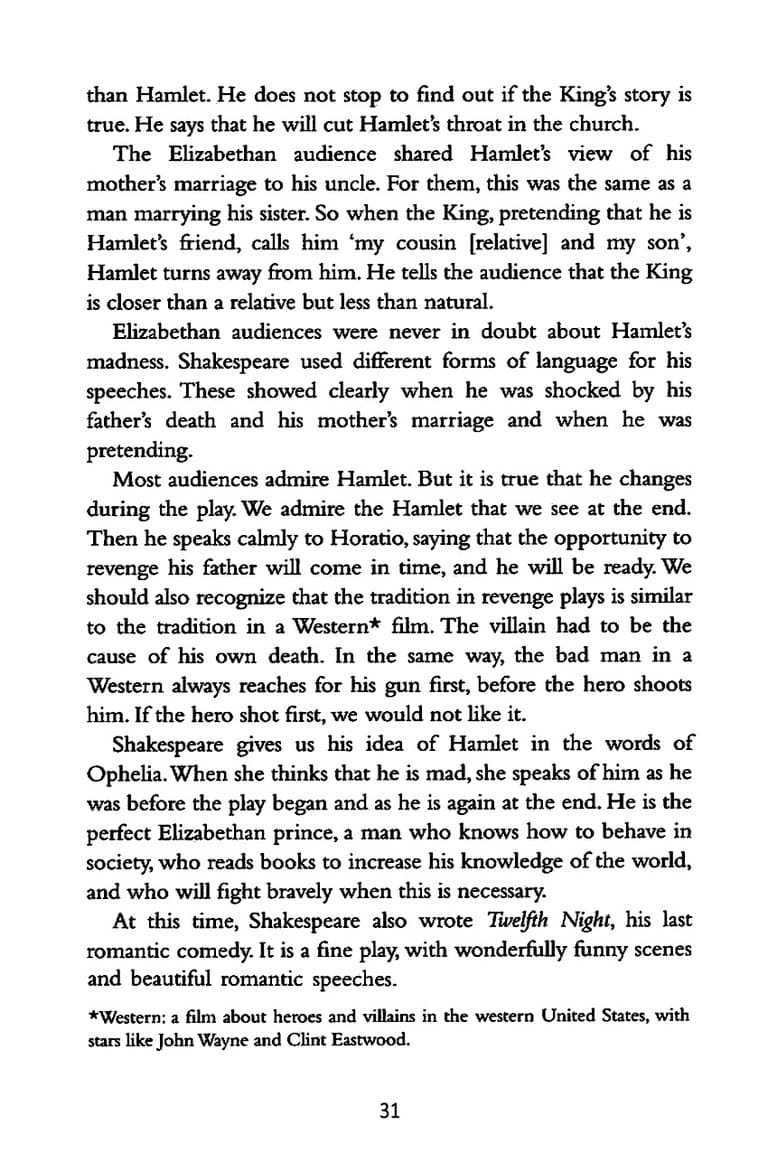 than Hamlet. He does not stop to find out if the King's story is
true. He says that he will cut Hamlet's throat in the church.
The Elizabethan audience shared Hamlet's view of his
mother's marriage to his uncle. For them, this was the same as a
man marrying his sister. So when the King, pretending that he is
Hamlet's friend, calls him ‘my cousin [relative] and my son’,
Hamlet turns away from him. He tells the audience that the King
is closer than a relative but less than natural.
Elizabethan audiences were never in doubt about Hamlet's
madness. Shakespeare used different forms of language for his
speeches. These showed clearly when he was shocked by his
father's death and his mother's marriage and when he was
pretending.
Most audiences admire Hamlet. But it is true that he changes
during the play. We admire the Hamlet that we see at the end.
Then he speaks calmly to Horatio, saying that the opportunity to
revenge his father will come in time, and he will be ready. We
should also recognize that the tradition in revenge plays is similar
to the tradition in a Western★ film. The villain had to be the
cause of his own death. In the same way, the bad man in a
Western always reaches for his gun first, before the hero shoots
him. If the hero shot first, we would not like it.
Shakespeare gives us his idea of Hamlet in the words of
Ophelia. When she thinks that he is mad, she speaks of him as he
was before the play began and as he is again at the end. He is the
perfect Elizabethan prince, a man who knows how to behave in
society, who reads books to increase his knowledge of the world,
and who will fight bravely when this is necessary.
At this time, Shakespeare also wrote Twelfth Night, his last
romantic comedy. It is a fine play, with wonderfully funny scenes
and beautiful romantic speeches.
★Western: a film about heroes and villains in the western United States, with
stars like John Wayne and Clint Eastwood.
31